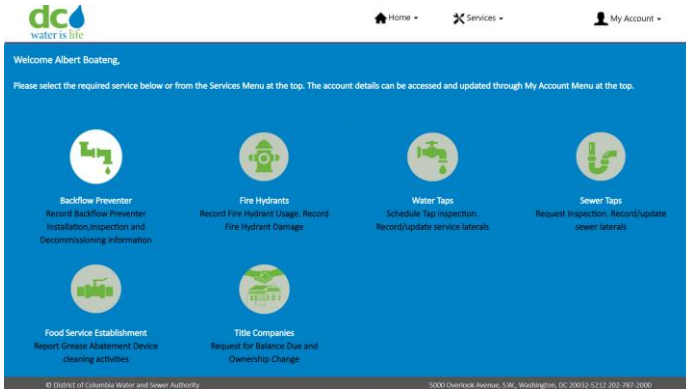 dc
water is life
Home
Services
My Account
Welcome Albert Boateng,
Please select the required service below or from the Services Menu at the top. The account details can be accessed and updated through My Account Menu at the top.
Backflow Preventer
Record Backflow Preventer
Installation,Inspection and
Decommissioning information
Fire Hydrants
Record Fire Hydrant Usage. Record
Fire Hydrant Damage
Water Taps
Schedule Tap inspection.
Record/update service laterals
Sewer Taps
Request Inspection. Record/update
sewer laterals
Food Service Establishment
Report Grease Abatement Device
cleaning activities
Title Companies
Request for Balance Due and
Ownership Change
© District of Columbia Water and Sewer Authority
5000 Overlook Avenue, S.W., Washington, DC 20032-5212 202-787-2000